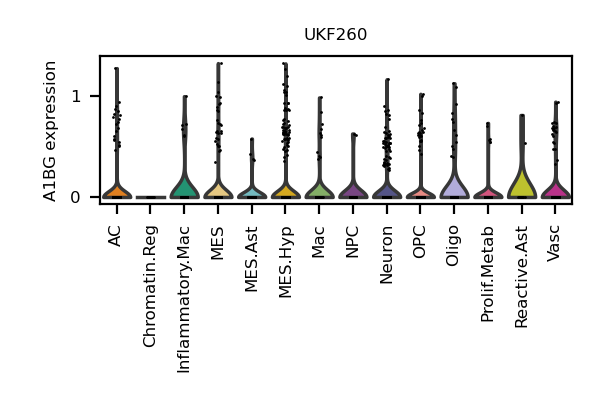 UKF260
A1BG expression
1
0
AC
Chromatin.Reg
Inflammatory.Mac
MES
MES.Ast
MES.Hyp
Mac
NPC
Neuron
OPC
Oligo
Prolif.Metab
Reactive.Ast
Vasc